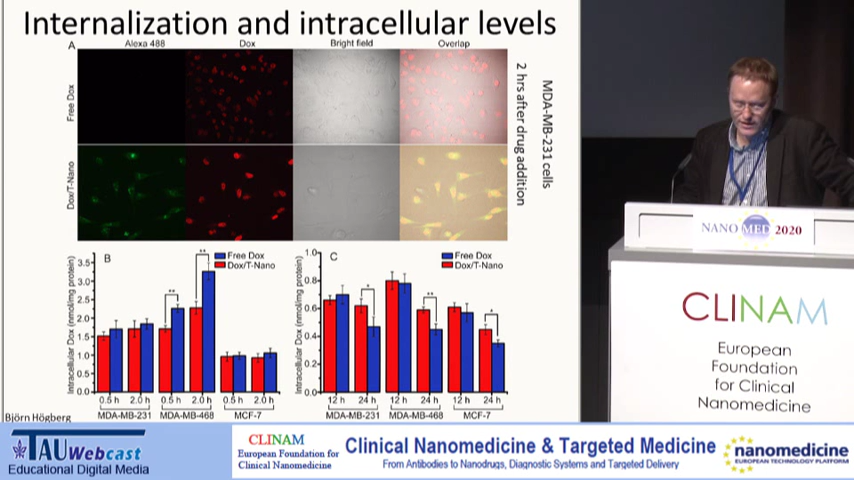 Internalization and intracellular levels
A
Alexa 488
Dox
Bright field
Overlap
Free Dox
Dox/T-Nano
MDA-MB-231 cells
2 hrs after drug addition
B
Free Dox
Dox/T-Nano
Intracellular Dox (nmol/mg protein)
3.5
3.0
2.5
2.0
1.5
1.0
0.5
0.0
**
**
0.5 h 2.0 h 0.5 h 2.0 h 0.5 h 2.0 h
MDA-MB-231 MDA-MB-468 MCF-7
C
Free Dox
Dox/T-Nano
Intracellular Dox (nmol/mg protein)
1.0
0.8
0.6
0.4
0.2
0.0
*
**
*
12 h 24 h 12 h 24 h 12 h 24 h
MDA-MB-231 MDA-MB-468 MCF-7
Björn Högberg
NANO MED 2020
CLINAM
European
Foundation
for Clinical
Nanomedicine
TAU Webcast
Educational Digital Media
CLINAM
European Foundation for
Clinical Nanomedicine
Clinical Nanomedicine & Targeted Medicine
From Antibodies to Nanodrugs, Diagnostic Systems and Targeted Delivery
nanomedicine
EUROPEAN TECHNOLOGY PLATFORM